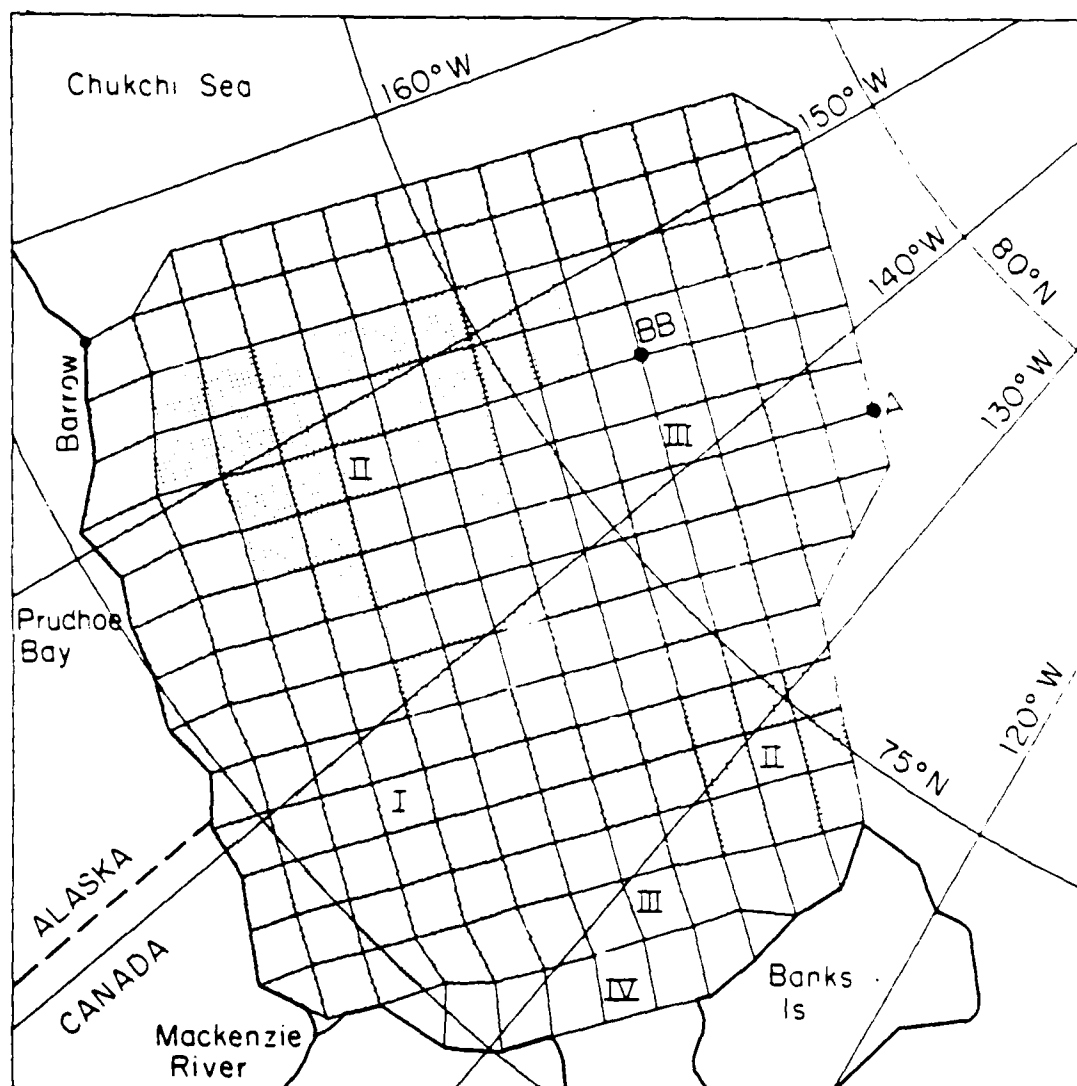 Chukchi Sea
160°W
150°W
140°W
80°N
130°W
Barrow
BB
II
III
Prudhoe
Bay
120°W
II
75°N
I
ALASKA
III
CANADA
IV
Banks
Is
Mackenzie
River